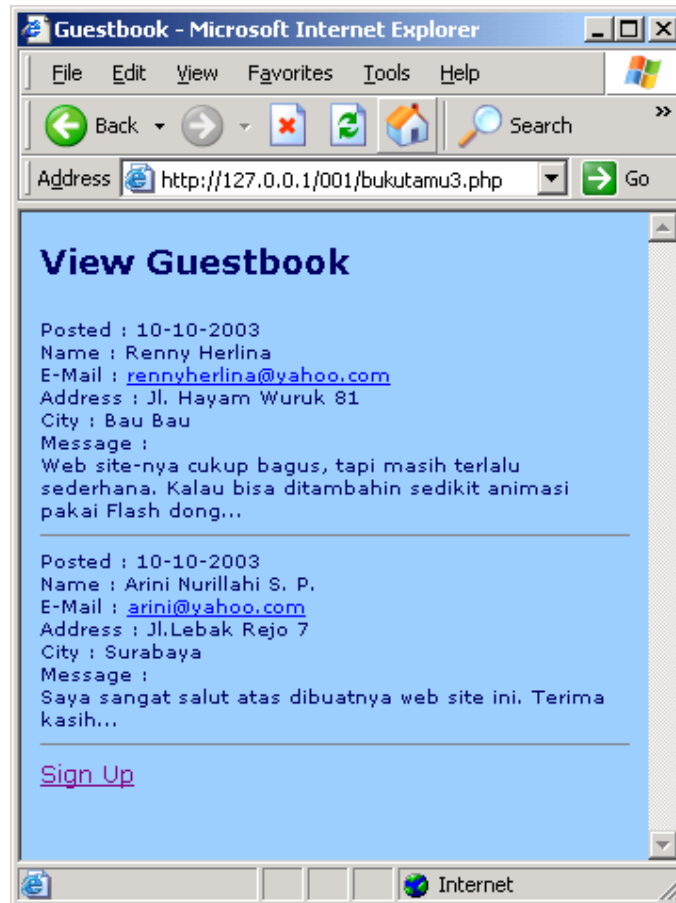 Guestbook - Microsoft Internet Explorer
File Edit View Favorites Tools Help
Back Search »
Address http://127.0.0.1/001/bukutamu3.php Go
View Guestbook
Posted : 10-10-2003
Name : Renny Herlina
E-Mail : rennyherlina@yahoo.com
Address : Jl. Hayam Wuruk 81
City : Bau Bau
Message :
Web site-nya cukup bagus, tapi masih terlalu
sederhana. Kalau bisa ditambahin sedikit animasi
pakai Flash dong...
Posted : 10-10-2003
Name : Arini Nurillahi S. P.
E-Mail : arini@yahoo.com
Address : Jl.Lebak Rejo 7
City : Surabaya
Message :
Saya sangat salut atas dibuatnya web site ini. Terima
kasih...
Sign Up
Internet